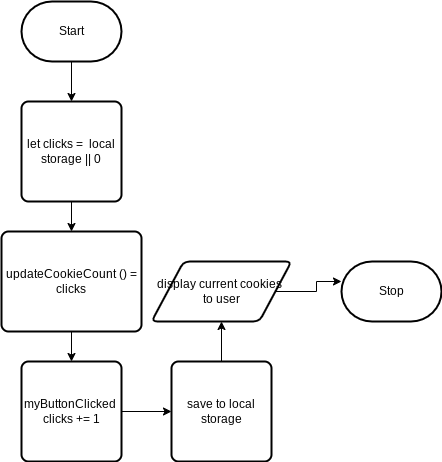 Start
let clicks = local
storage || 0
updateCookieCount () =
clicks
display current cookies
to user
Stop
myButtonClicked
clicks += 1
save to local
storage